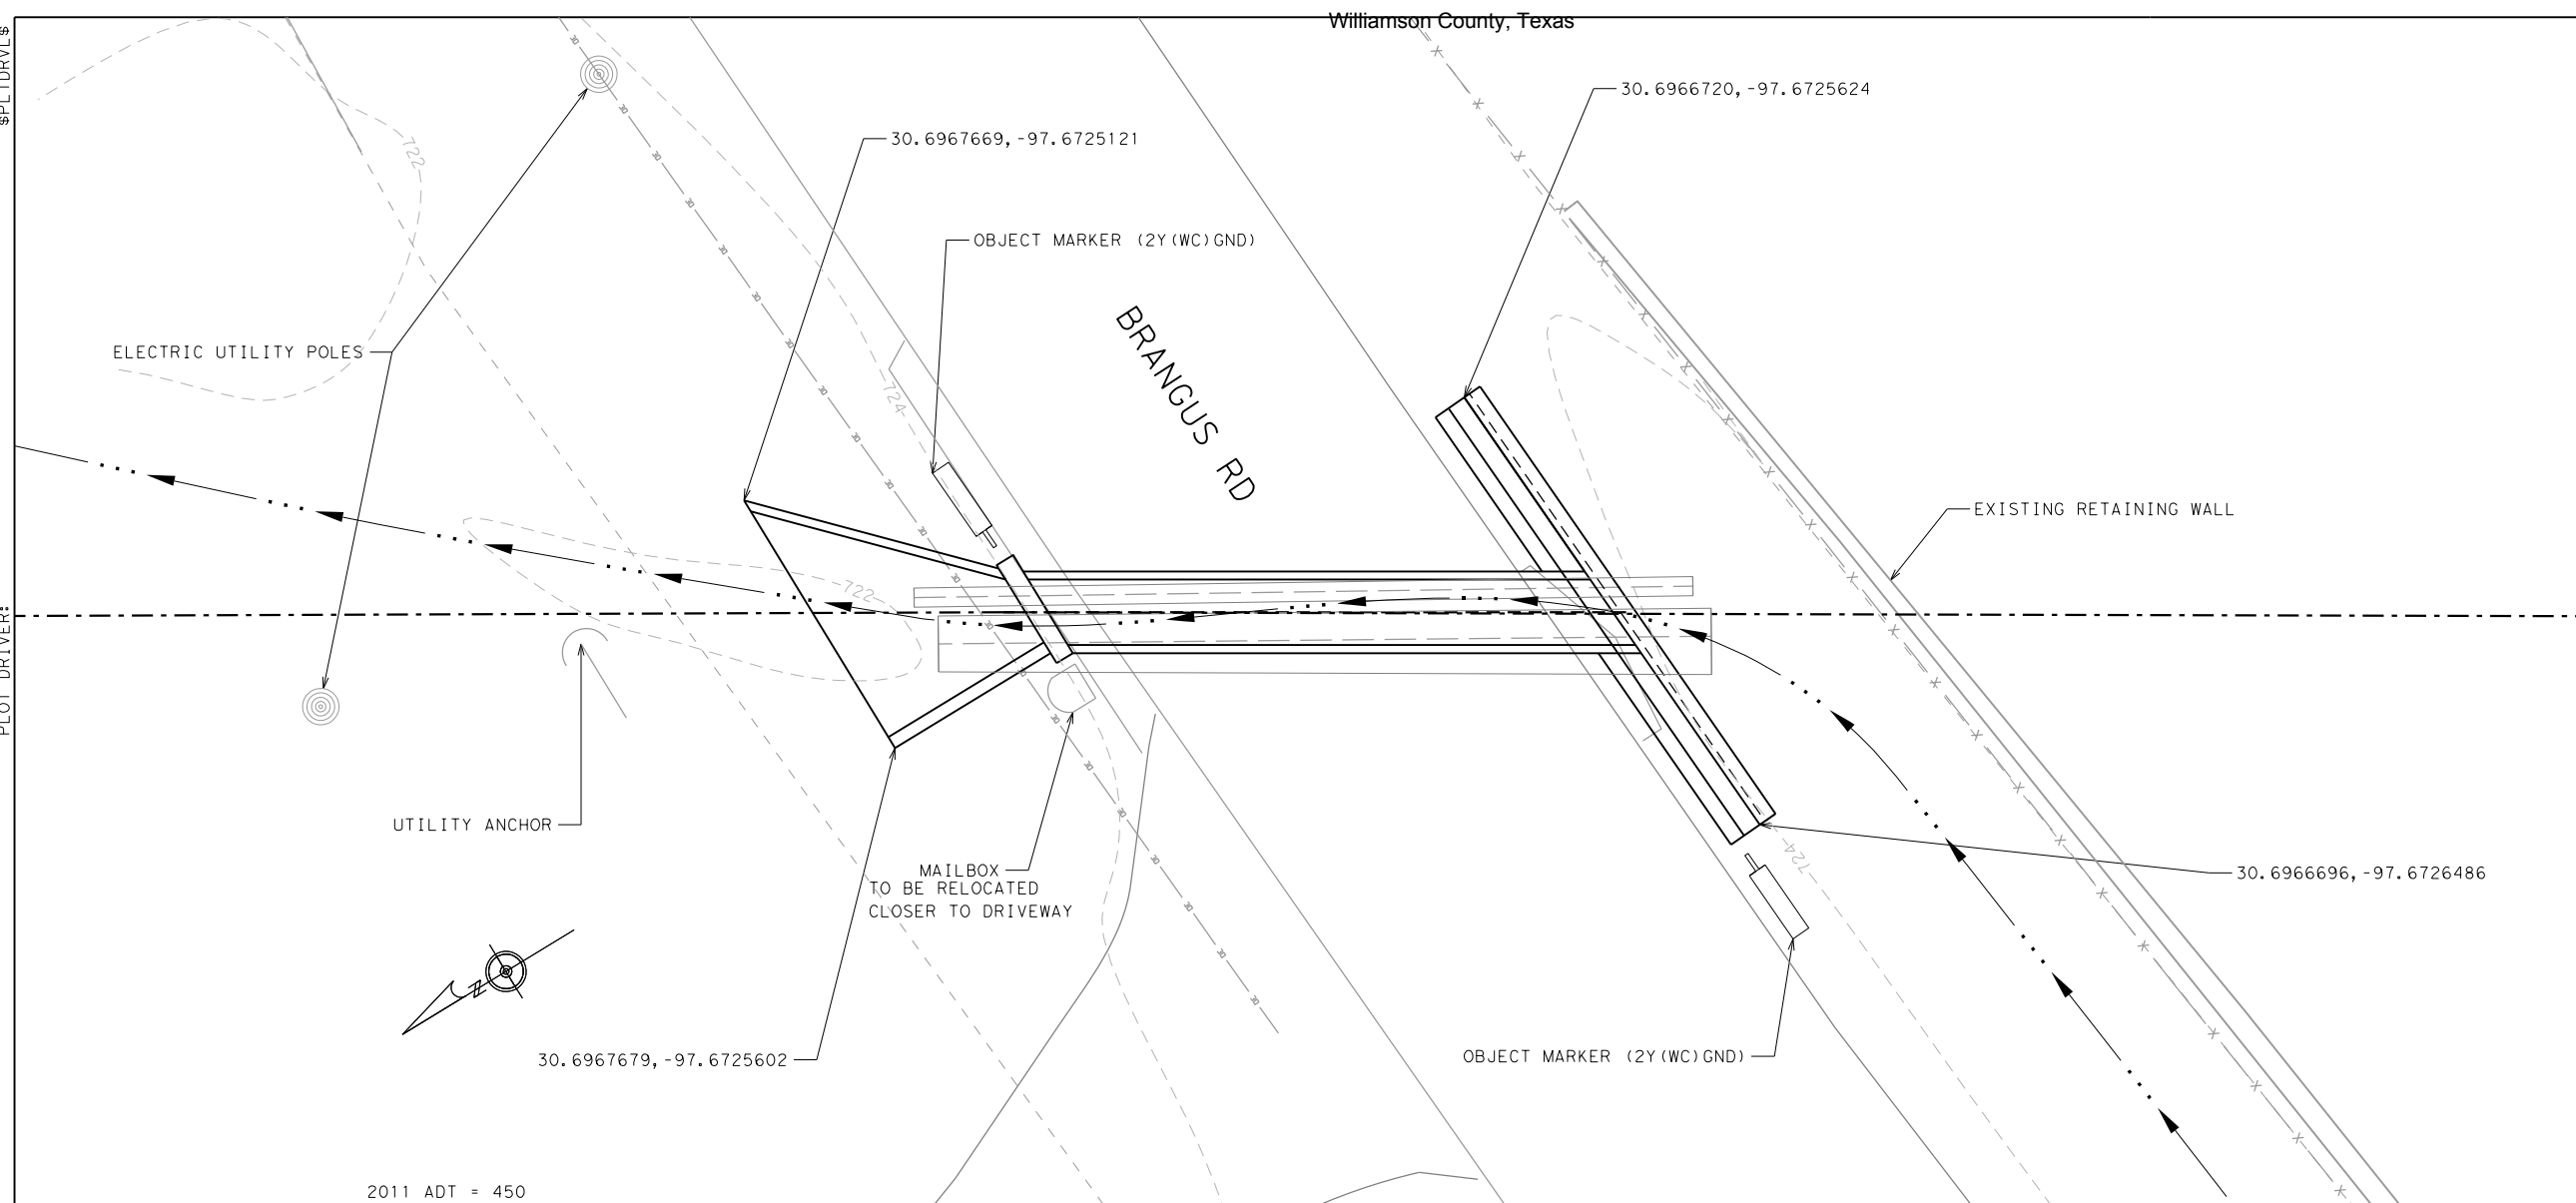 Williamson County, Texas
$PLTDRVL$
30.6966720,-97.6725624
30.6967669,-97.6725121
722
OBJECT MARKER (2Y(WC)GND)
BRANGUS RD
ELECTRIC UTILITY POLES
724
EXISTING RETAINING WALL
722
PLOT DRIVER:
UTILITY ANCHOR
MAILBOX
TO BE RELOCATED
CLOSER TO DRIVEWAY
724
30.6966696,-97.6726486
N
30.6967679,-97.6725602
OBJECT MARKER (2Y(WC)GND)
2011 ADT = 450